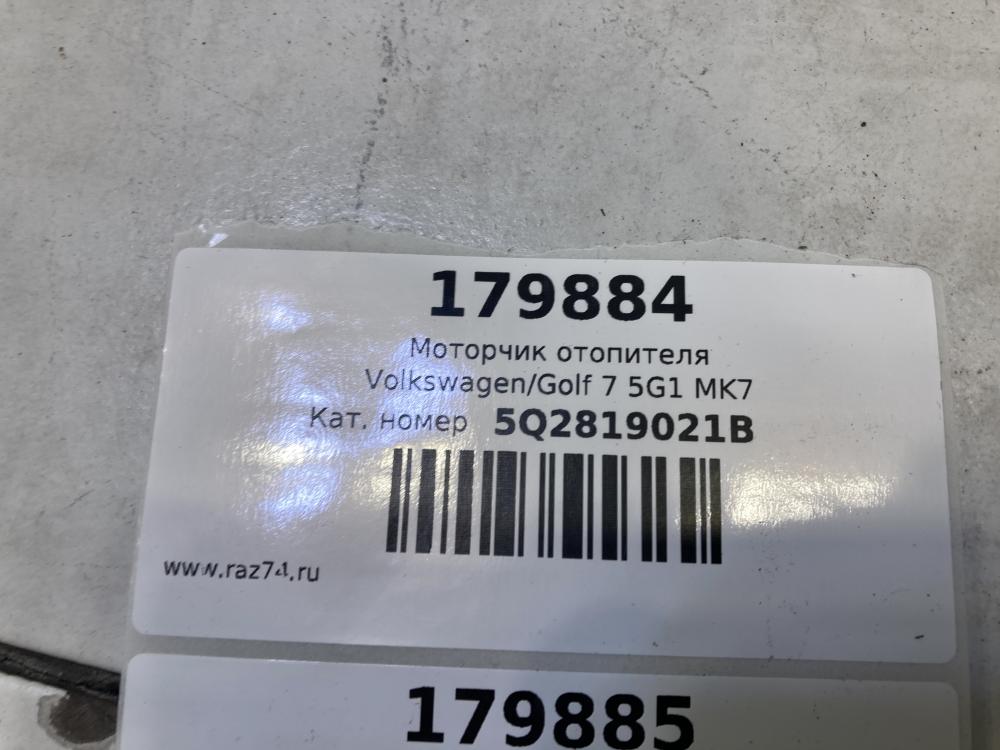 179884
Моторчик отопителя
Volkswagen/Golf 7 5G1 MK7
Кат. номер 5Q2819021B
www.raz74.ru
179885